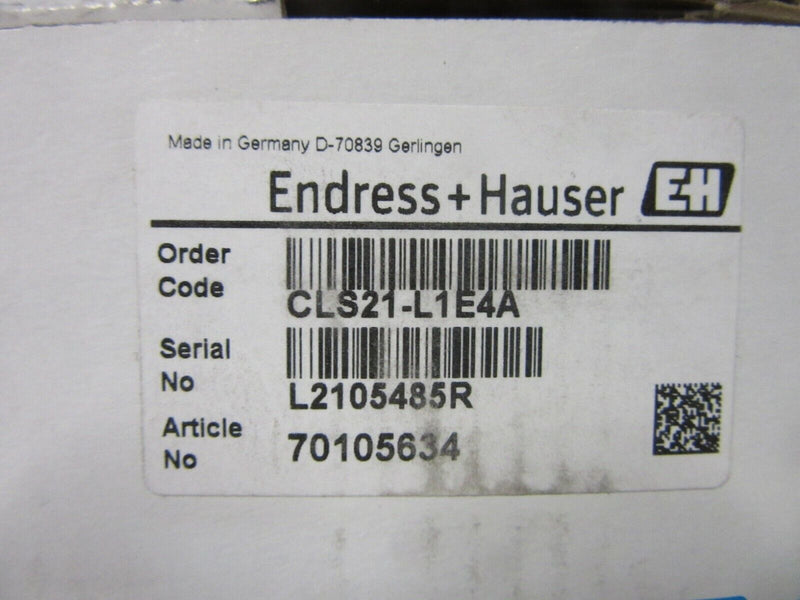 Made in Germany D-70839 Gerlingen
Endress+Hauser EH
Order Code CLS21-L1E4A
Serial No L2105485R
Article No 70105634